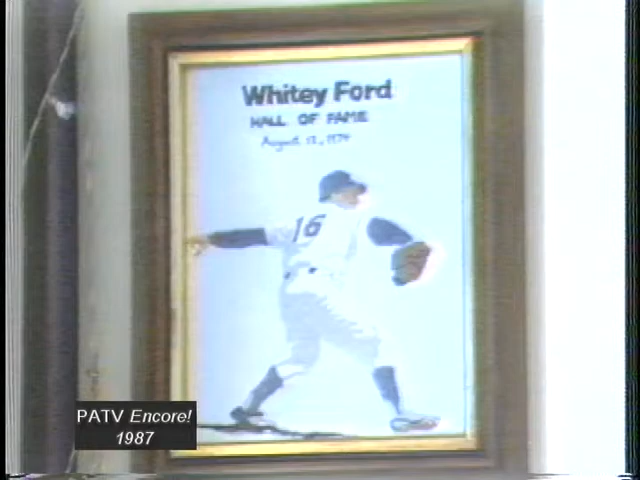 Whitey Ford
HALL OF FAME
August 12, 1974
16
PATV Encore!
1987